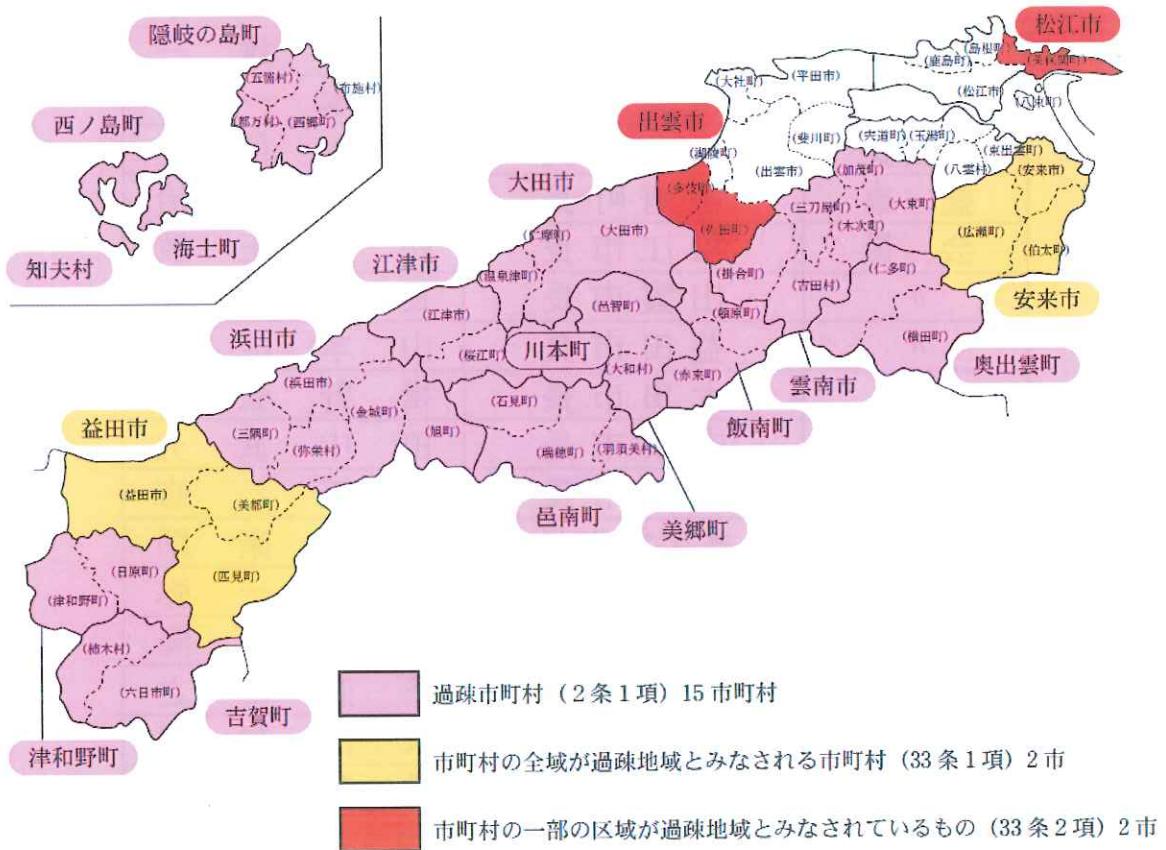 隠岐の島町
(五箇村)
(布施村)
(都万村)
(西郷町)
西ノ島町
海士町
知夫村
松江市
(島根町)
(鹿島町)
(美保関町)
(松江市)
(八束町)
(大社町)
(平田市)
出雲市
(斐川町)
(宍道町)
(玉湯町)
(東出雲町)
(八雲村)
(湖陵町)
(出雲市)
(多伎町)
(佐田町)
(安来市)
(広瀬町)
(伯太町)
安来市
(加茂町)
(大東町)
(三刀屋町)
(木次町)
(掛合町)
(吉田村)
雲南市
(仁多町)
(横田町)
奥出雲町
大田市
(大田市)
(仁摩町)
(温泉津町)
江津市
(江津市)
(桜江町)
川本町
(邑智町)
(大和村)
美郷町
(頓原町)
(赤来町)
飯南町
浜田市
(浜田市)
(金城町)
(三隅町)
(弥栄村)
(旭町)
(石見町)
(瑞穂町)
(羽須美村)
邑南町
益田市
(益田市)
(美都町)
(匹見町)
(日原町)
(津和野町)
津和野町
(柿木村)
(六日市町)
吉賀町
過疎市町村 (2条1項) 15市町村
市町村の全域が過疎地域とみなされる市町村 (33条1項) 2市
市町村の一部の区域が過疎地域とみなされているもの (33条2項) 2市